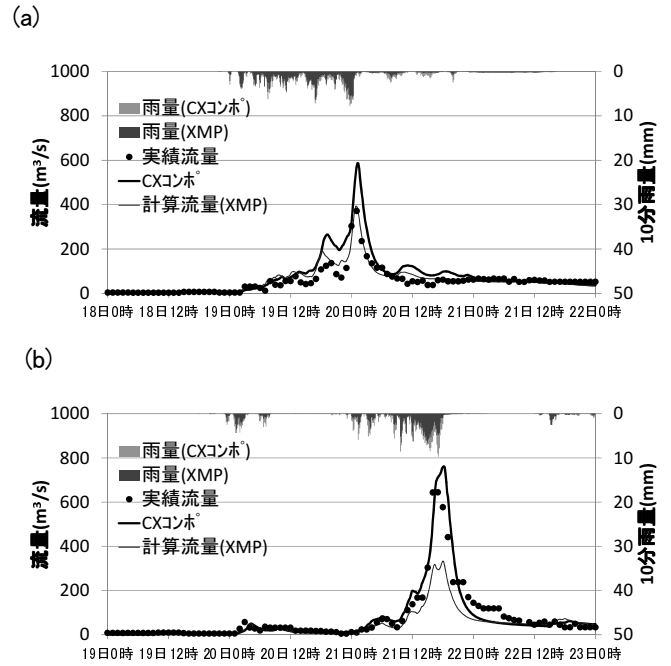 (a)
1000
800
600
400
200
0
流量(m³/s)
雨量(CXコンポ)
雨量(XMP)
実績流量
CXコンポ
計算流量(XMP)
0
10
20
30
40
50
10分雨量(mm)
18日0時 18日12時 19日0時 19日12時 20日0時 20日12時 21日0時 21日12時 22日0時
(b)
1000
800
600
400
200
0
流量(m³/s)
雨量(CXコンポ)
雨量(XMP)
実績流量
CXコンポ
計算流量(XMP)
0
10
20
30
40
50
10分雨量(mm)
19日0時 19日12時 20日0時 20日12時 21日0時 21日12時 22日0時 22日12時 23日0時